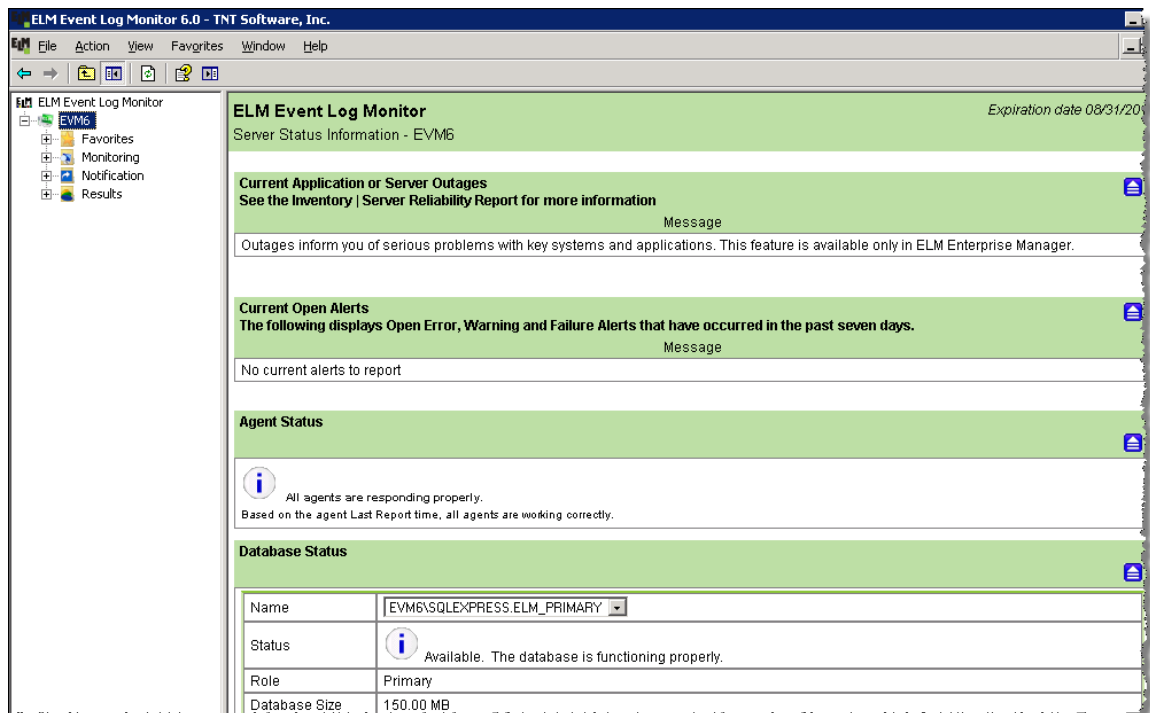 ELM Event Log Monitor 6.0 - TNT Software, Inc.
ELM File Action View Favorites Window Help
ELM Event Log Monitor
EVM6
Favorites
Monitoring
Notification
Results
ELM Event Log Monitor
Expiration date 08/31/20
Server Status Information - EVM6
Current Application or Server Outages
See the Inventory | Server Reliability Report for more information
Message
Outages inform you of serious problems with key systems and applications. This feature is available only in ELM Enterprise Manager.
Current Open Alerts
The following displays Open Error, Warning and Failure Alerts that have occurred in the past seven days.
Message
No current alerts to report
Agent Status
All agents are responding properly.
Based on the agent Last Report time, all agents are working correctly.
Database Status
Name EVM6\SQLEXPRESS.ELM_PRIMARY
Status Available. The database is functioning properly.
Role Primary
Database Size 150.00 MB